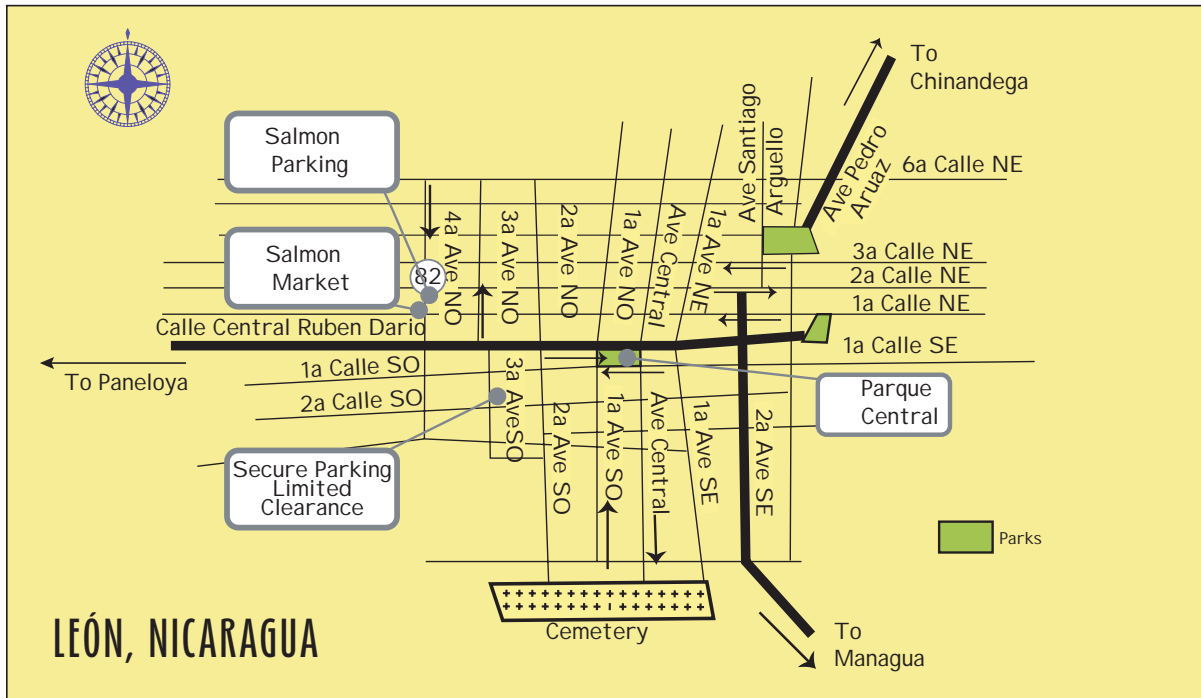 To
Chinandega
Salmon
Parking
Ave Santiago
Arguello
Ave Pedro
Aruaz
6a Calle NE
4a Ave NO
3a Ave NO
2a Ave NO
1a Ave NO
Ave Central
1a Ave NE
Salmon
Market
82
3a Calle NE
2a Calle NE
1a Calle NE
Calle Central Ruben Dario
1a Calle SE
To Paneloya
1a Calle SO
2a Calle SO
3a AveSO
2a Ave SO
1a Ave SO
Ave Central
1a Ave SE
2a Ave SE
Parque
Central
Secure Parking
Limited
Clearance
Parks
Cemetery
LEÓN, NICARAGUA
To
Managua